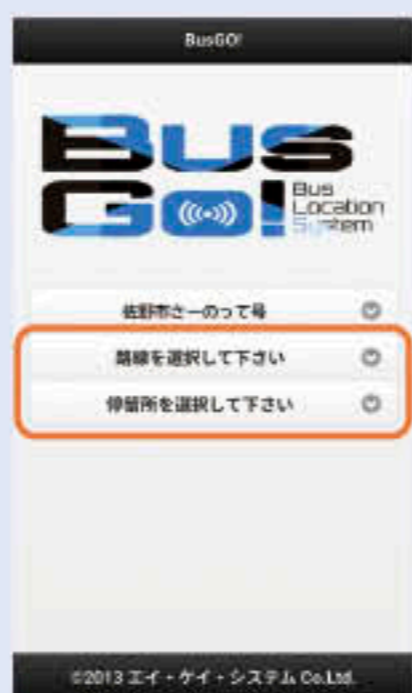 BusGO!
Bus
Go!
Bus
Location
System
佐野市さーのって号
路線を選択して下さい
停留所を選択して下さい
©2013 エイ・ケイ・システム Co.Ltd.